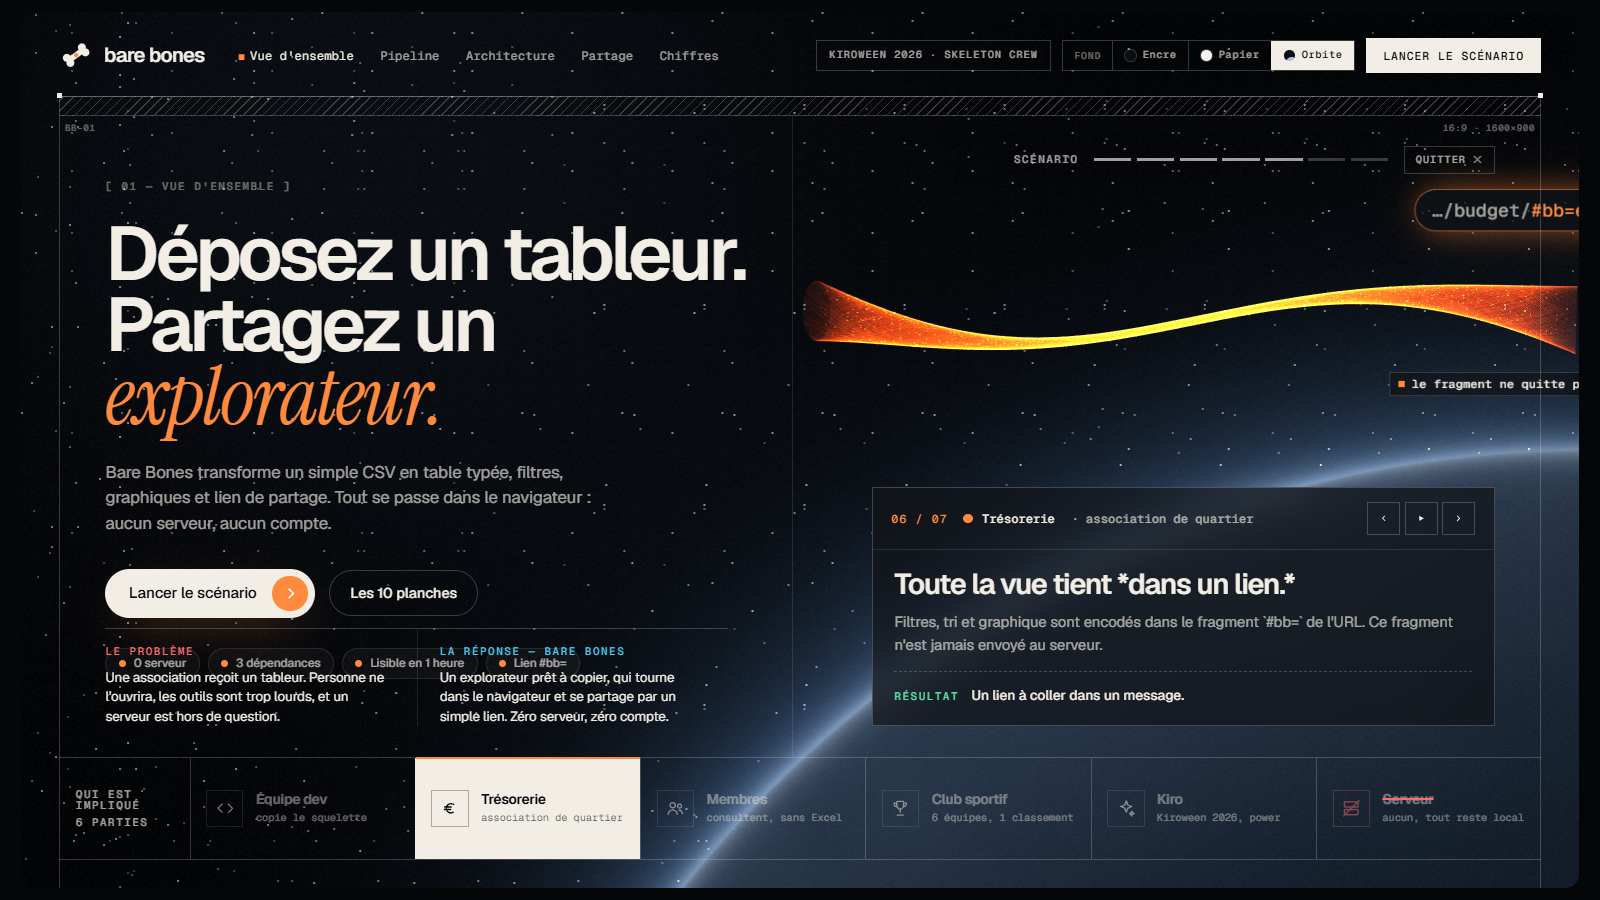 bare bones
Vue d'ensemble
Pipeline
Architecture
Partage
Chiffres
KIROWEEN 2026 · SKELETON CREW
FOND
Encre
Papier
Orbite
LANCER LE SCÉNARIO
BB-01
16:9 · 1600×900
SCÉNARIO
QUITTER ×
[ 01 — VUE D'ENSEMBLE ]
…/budget/#bb=
Déposez un tableur.
Partagez un
explorateur.
le fragment ne quitte p
Bare Bones transforme un simple CSV en table typée, filtres,
graphiques et lien de partage. Tout se passe dans le navigateur :
aucun serveur, aucun compte.
Lancer le scénario
Les 10 planches
06 / 07
Trésorerie
· association de quartier
Toute la vue tient *dans un lien.*
Filtres, tri et graphique sont encodés dans le fragment `#bb=` de l'URL. Ce fragment
n'est jamais envoyé au serveur.
RÉSULTAT Un lien à coller dans un message.
LE PROBLÈME
0 serveur
3 dépendances
Lisible en 1 heure
Lien #bb=
Une association reçoit un tableur. Personne ne
l'ouvrira, les outils sont trop lourds, et un
serveur est hors de question.
LA RÉPONSE — BARE BONES
Un explorateur prêt à copier, qui tourne
dans le navigateur et se partage par un
simple lien. Zéro serveur, zéro compte.
QUI EST
IMPLIQUÉ
6 PARTIES
Équipe dev
copie le squelette
Trésorerie
association de quartier
Membres
consultent, sans Excel
Club sportif
6 équipes, 1 classement
Kiro
Kiroween 2026, power
Serveur
aucun, tout reste local